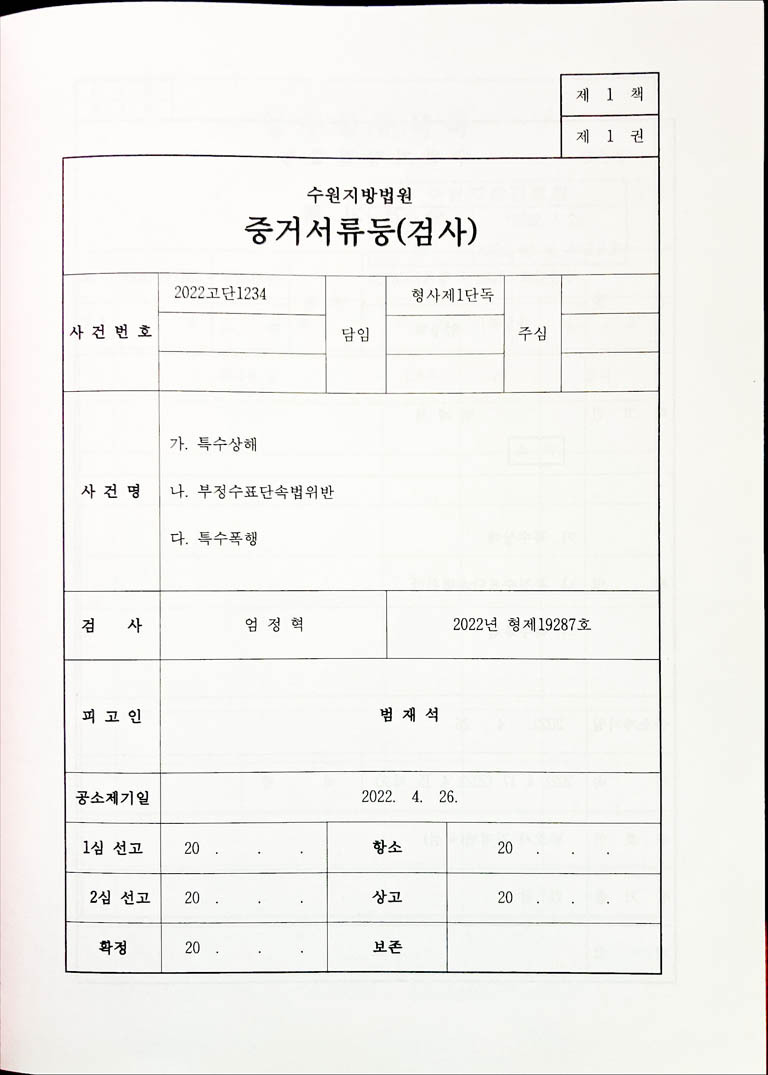 제 1 책
제 1 권
수원지방법원
증거서류등(검사)
사 건 번 호
2022고단1234
담임
형사제1단독
주심
사 건 명
가. 특수상해
나. 부정수표단속법위반
다. 특수폭행
검 사
엄 정 혁
2022년 형제19287호
피 고 인
범 재 석
공소제기일
2022. 4. 26.
1심 선고
20 . . .
항소
20 . . .
2심 선고
20 . . .
상고
20 . . .
확정
20 . . .
보존